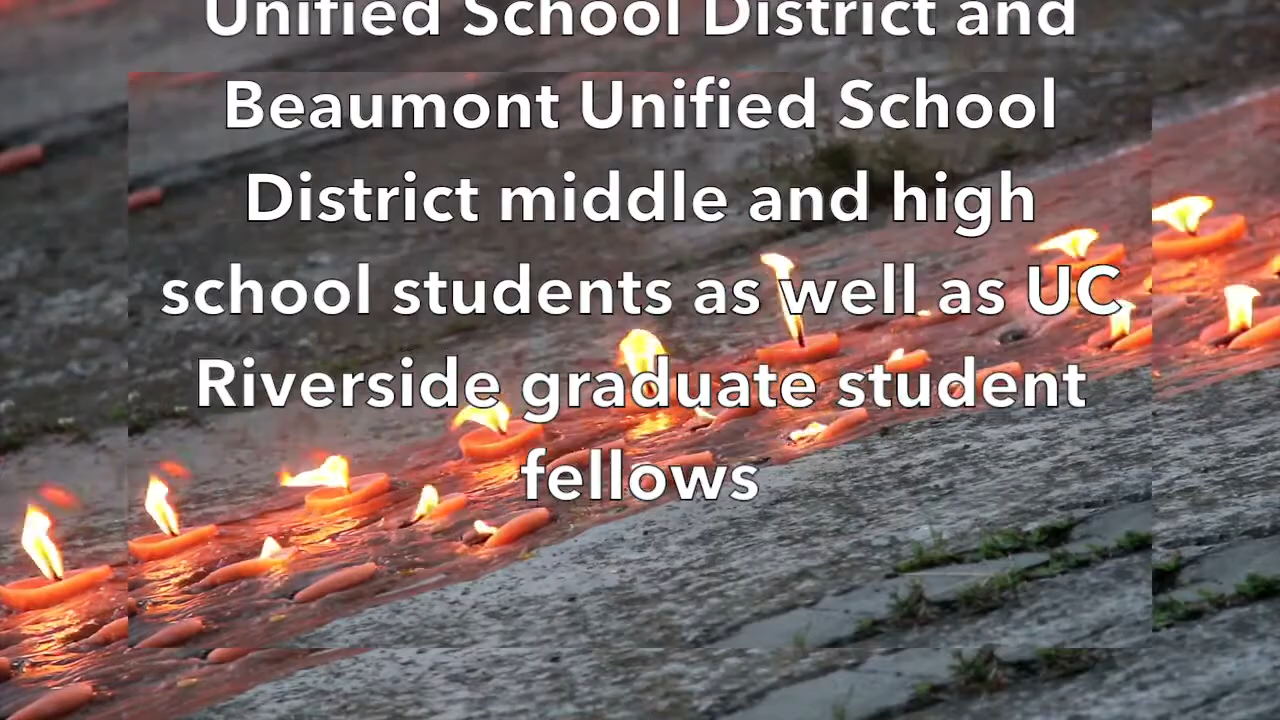 Unified School District and
Beaumont Unified School
District middle and high
school students as well as UC
Riverside graduate student
fellows